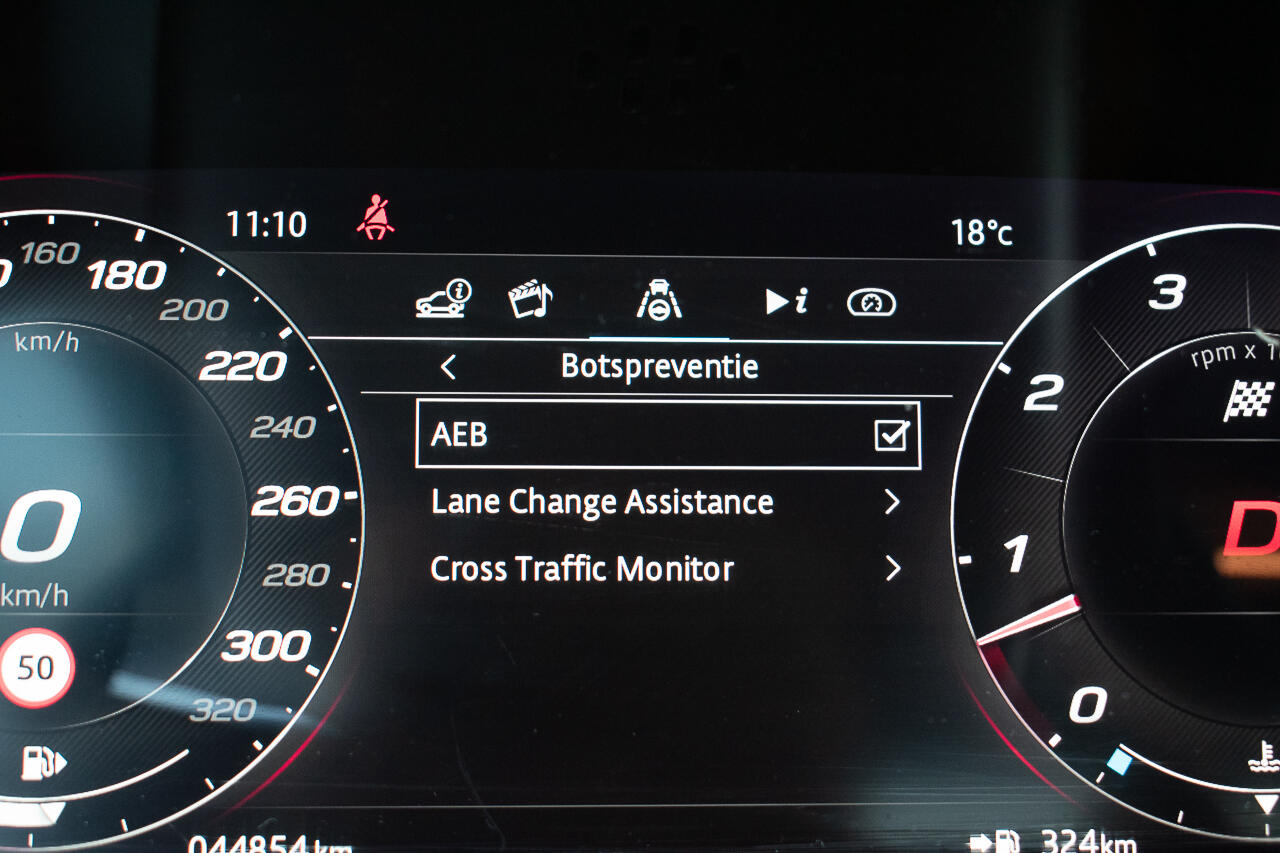 11:10
18°c
160
180
200
km/h
220
240
260
280
300
320
0
km/h
50
Botspreventie
AEB
Lane Change Assistance
Cross Traffic Monitor
3
2
1
0
rpm x 1
D
044854km
324km